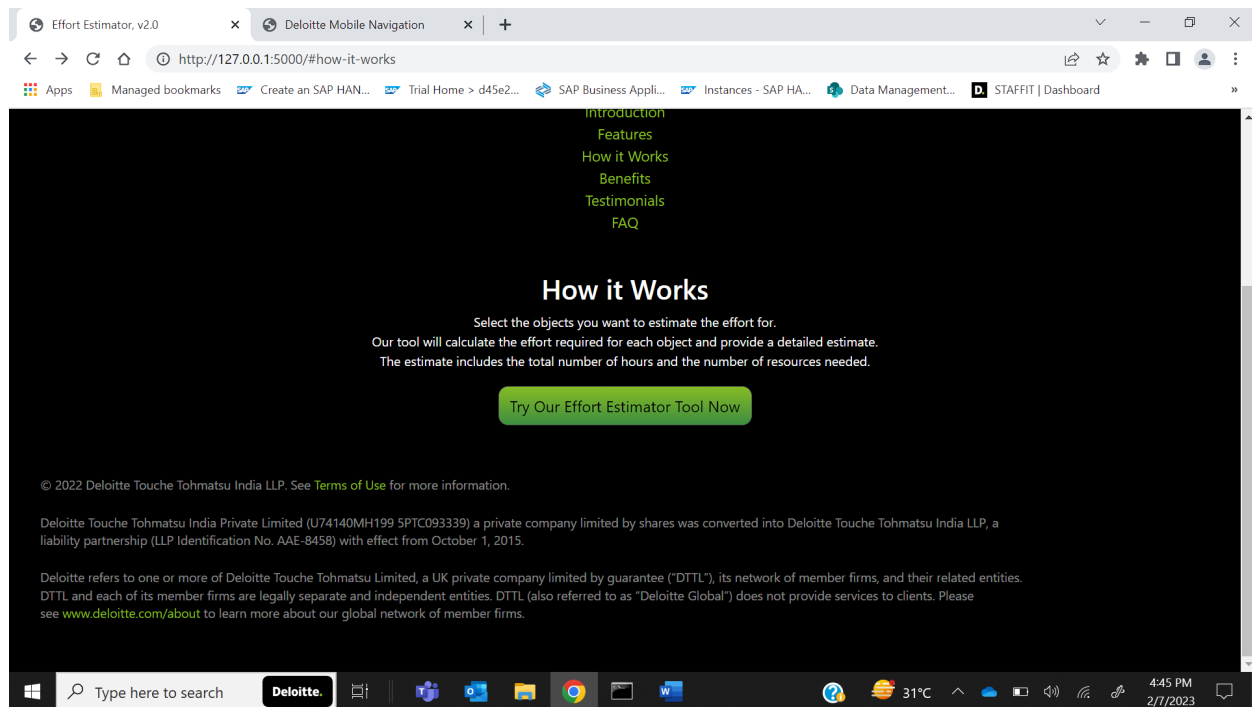 Effort Estimator, v2.0
Deloitte Mobile Navigation
http://127.0.0.1:5000/#how-it-works
Apps Managed bookmarks Create an SAP HAN... Trial Home > d45e2... SAP Business Appli... Instances - SAP HA... Data Management... D. STAFFIT | Dashboard »
Introduction
Features
How it Works
Benefits
Testimonials
FAQ
How it Works
Select the objects you want to estimate the effort for.
Our tool will calculate the effort required for each object and provide a detailed estimate.
The estimate includes the total number of hours and the number of resources needed.
Try Our Effort Estimator Tool Now
© 2022 Deloitte Touche Tohmatsu India LLP. See Terms of Use for more information.
Deloitte Touche Tohmatsu India Private Limited (U74140MH199 5PTC093339) a private company limited by shares was converted into Deloitte Touche Tohmatsu India LLP, a
liability partnership (LLP Identification No. AAE-8458) with effect from October 1, 2015.
Deloitte refers to one or more of Deloitte Touche Tohmatsu Limited, a UK private company limited by guarantee (“DTTL”), its network of member firms, and their related entities.
DTTL and each of its member firms are legally separate and independent entities. DTTL (also referred to as “Deloitte Global”) does not provide services to clients. Please
see www.deloitte.com/about to learn more about our global network of member firms.
Type here to search Deloitte. 31°C 4:45 PM
2/7/2023